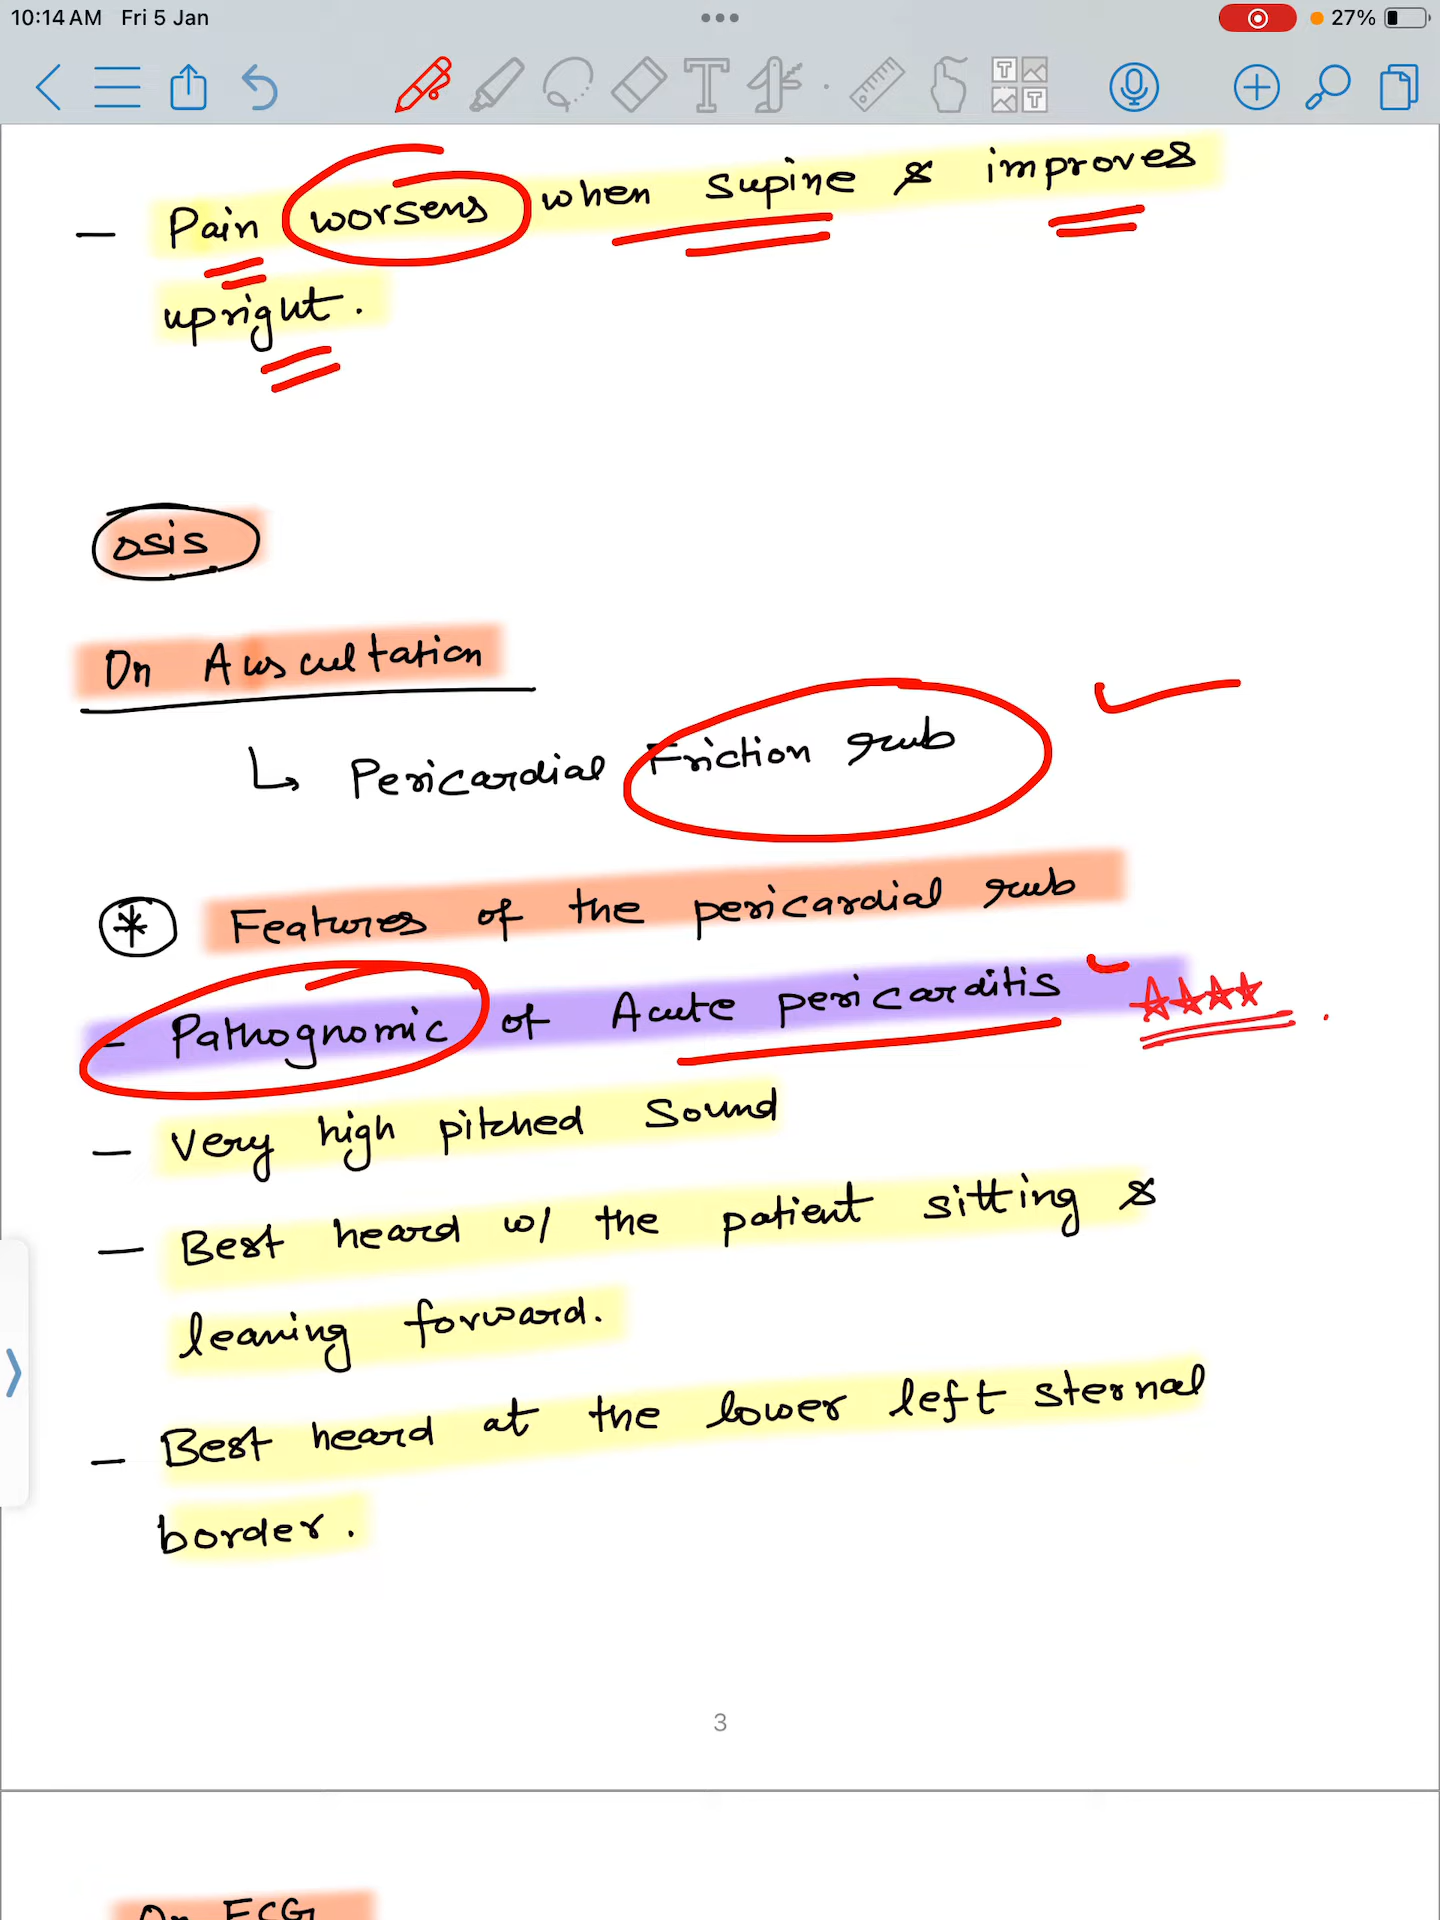 10:14 AM Fri 5 Jan
27%
T
T
T
- Pain worsens when supine & improves
upright.
osis
On Auscultation
↳ Pericardial Friction rub
* Features of the pericardial rub
- Pathognomic of Acute pericarditis
- Very high pitched sound
- Best heard w/ the patient sitting &
leaning forward.
- Best heard at the lower left sternal
border.
3
On ECG